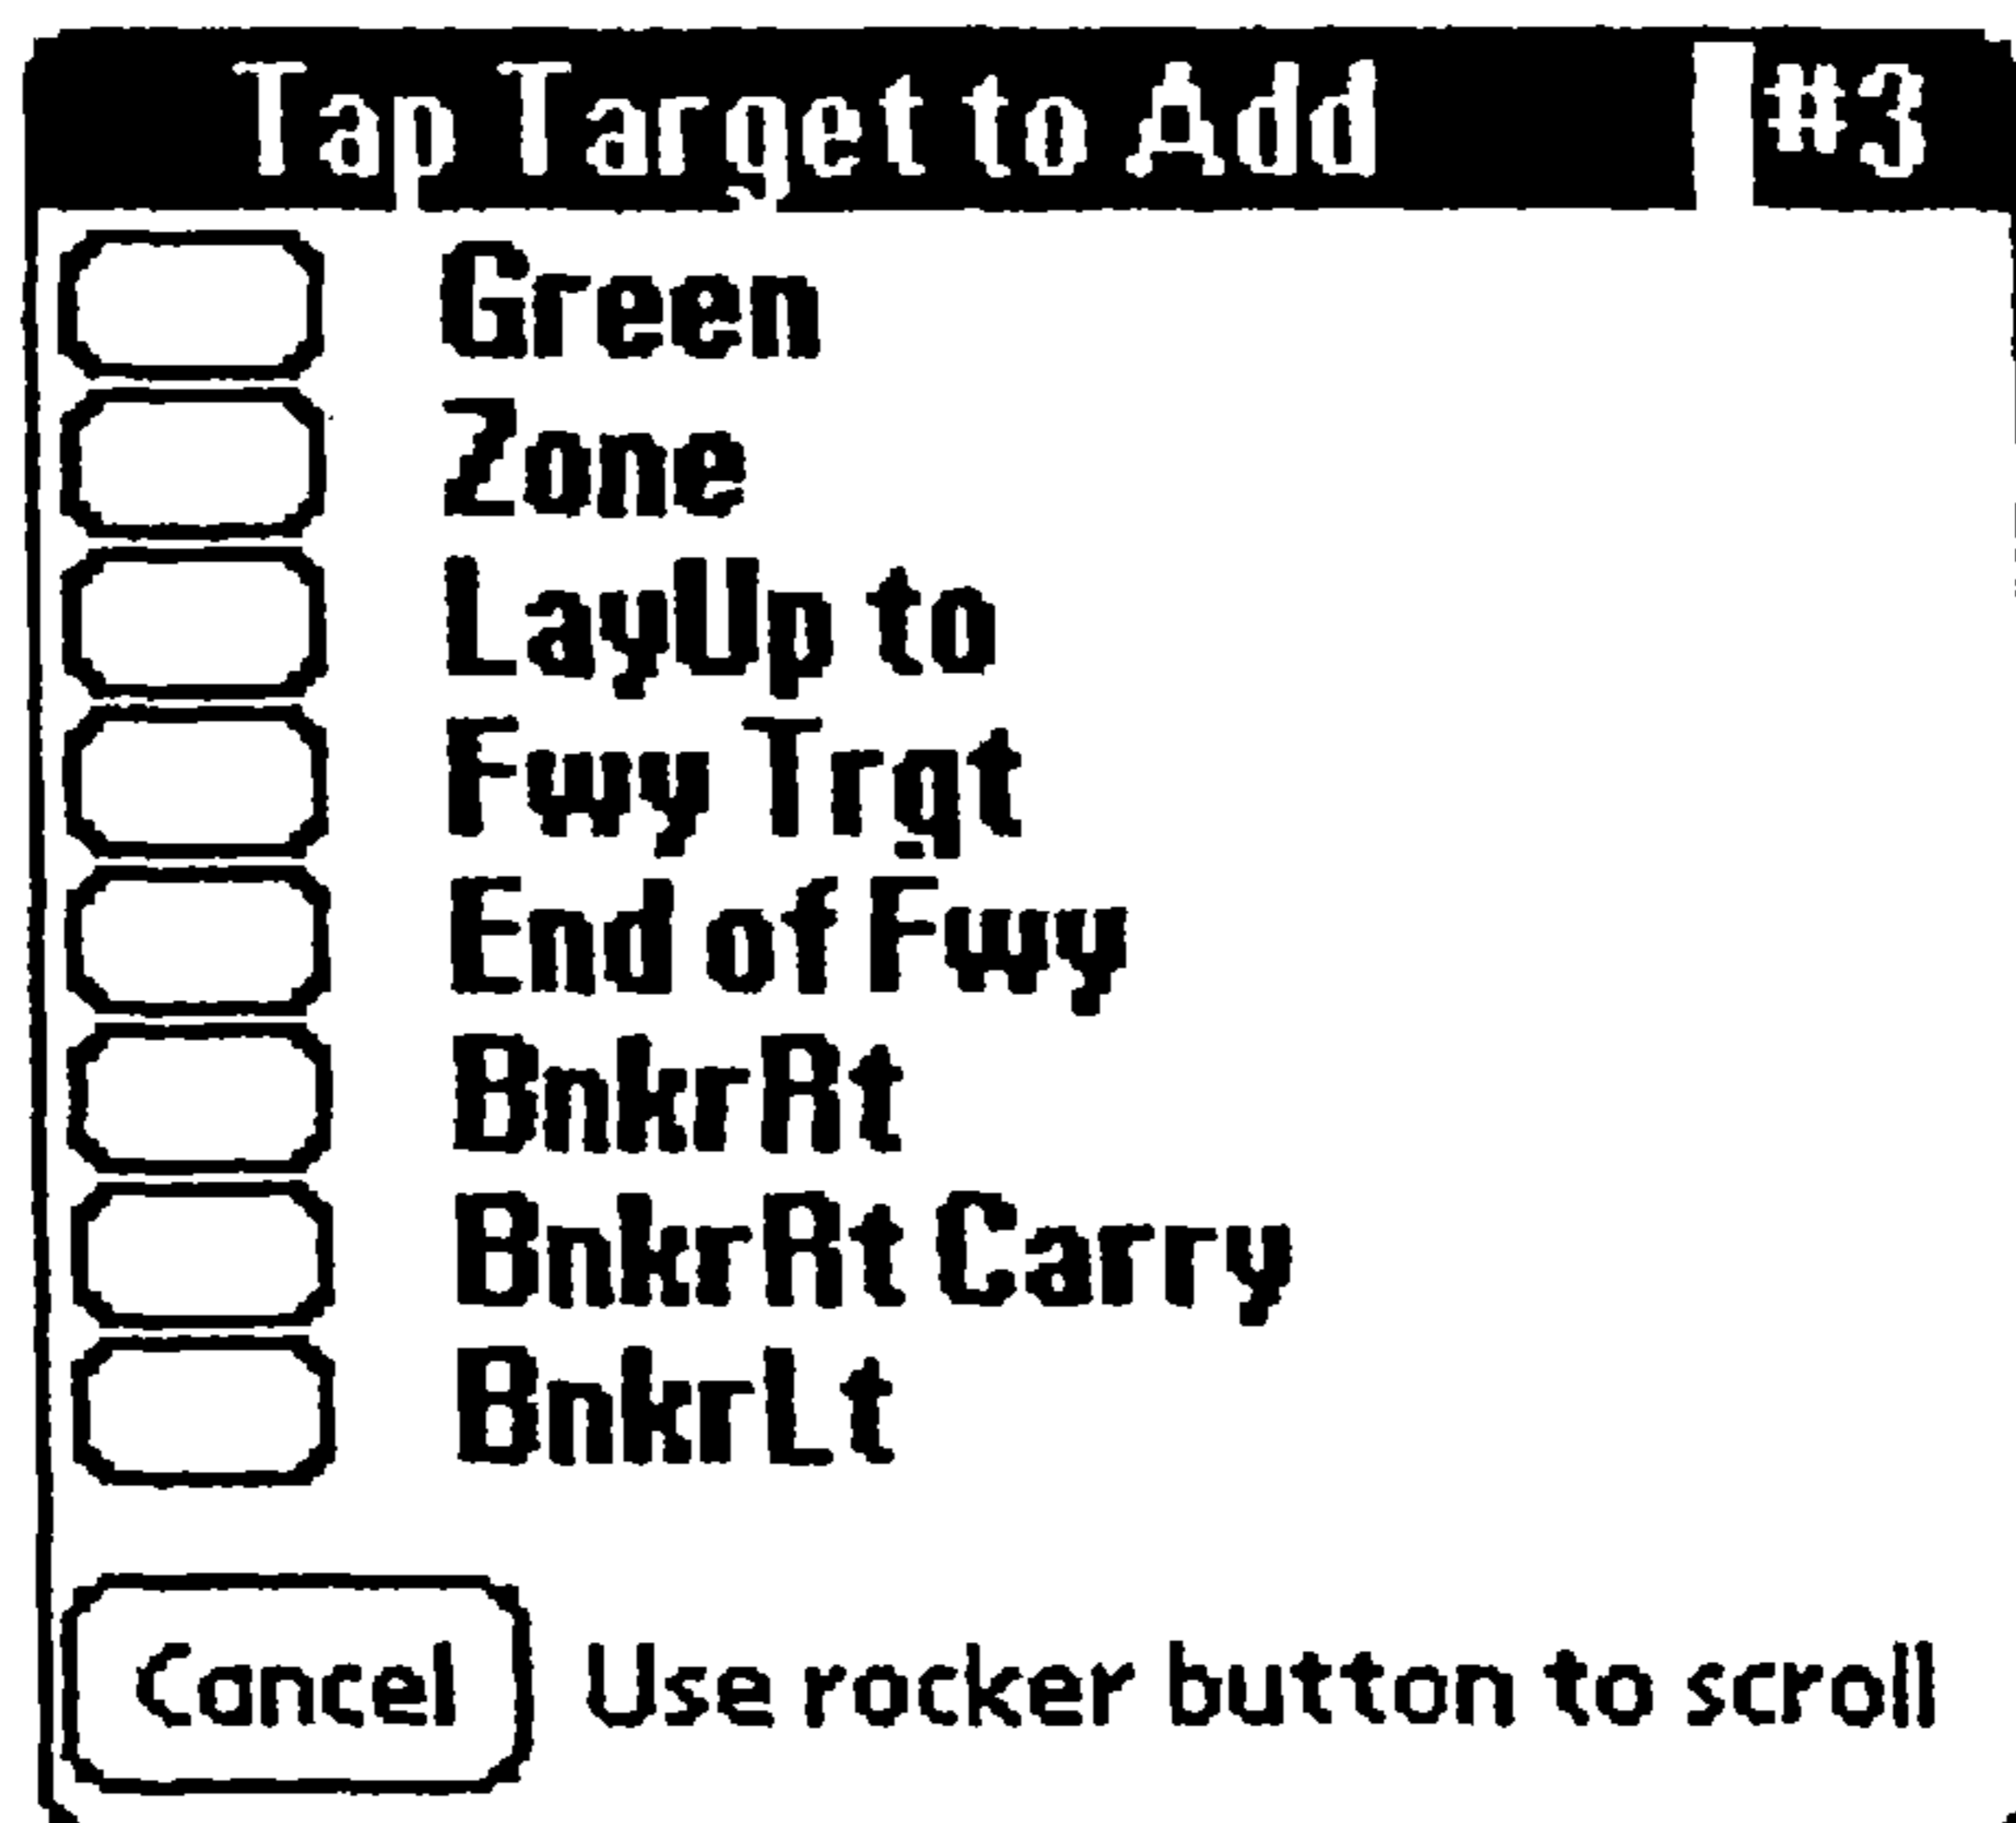 Tap Target to Add #3
Green
Zone
LayUp to
Fwy Trgt
End of Fwy
BnkrRt
BnkrRt Carry
BnkrLt
Cancel Use rocker button to scroll